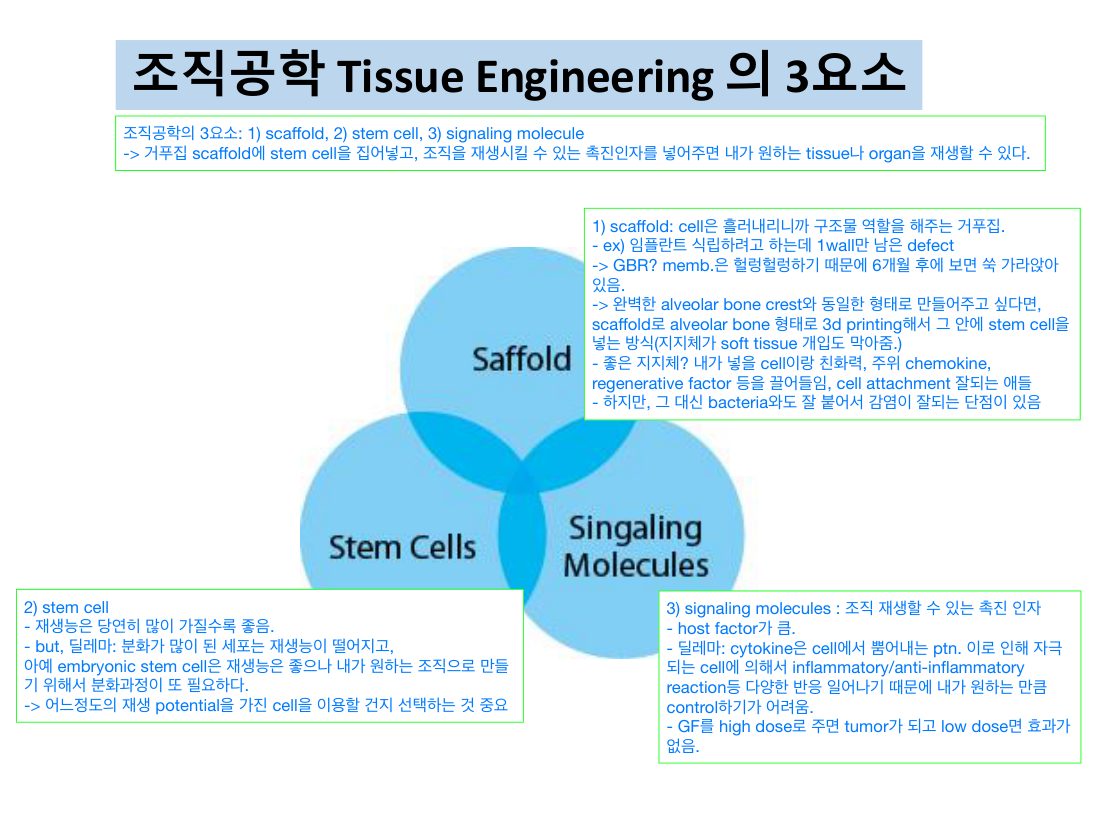 조직공학 Tissue Engineering 의 3요소
조직공학의 3요소: 1) scaffold, 2) stem cell, 3) signaling molecule
-> 거푸집 scaffold에 stem cell을 집어넣고, 조직을 재생시킬 수 있는 촉진인자를 넣어주면 내가 원하는 tissue나 organ을 재생할 수 있다.
1) scaffold: cell은 흘러내리니까 구조물 역할을 해주는 거푸집.
- ex) 임플란트 식립하려고 하는데 1wall만 남은 defect
-> GBR? memb.은 헐렁헐렁하기 때문에 6개월 후에 보면 쑥 가라앉아
있음.
-> 완벽한 alveolar bone crest와 동일한 형태로 만들어주고 싶다면,
scaffold로 alveolar bone 형태로 3d printing해서 그 안에 stem cell을
넣는 방식(지지체가 soft tissue 개입도 막아줌.)
- 좋은 지지체? 내가 넣을 cell이랑 친화력, 주위 chemokine,
regenerative factor 등을 끌어들임, cell attachment 잘되는 애들
- 하지만, 그 대신 bacteria와도 잘 붙어서 감염이 잘되는 단점이 있음
Saffold
Stem Cells
Singaling
Molecules
2) stem cell
- 재생능은 당연히 많이 가질수록 좋음.
- but, 딜레마: 분화가 많이 된 세포는 재생능이 떨어지고,
아예 embryonic stem cell은 재생능은 좋으나 내가 원하는 조직으로 만들
기 위해서 분화과정이 또 필요하다.
-> 어느정도의 재생 potential을 가진 cell을 이용할 건지 선택하는 것 중요
3) signaling molecules : 조직 재생할 수 있는 촉진 인자
- host factor가 큼.
- 딜레마: cytokine은 cell에서 뿜어내는 ptn. 이로 인해 자극
되는 cell에 의해서 inflammatory/anti-inflammatory
reaction등 다양한 반응 일어나기 때문에 내가 원하는 만큼
control하기가 어려움.
- GF를 high dose로 주면 tumor가 되고 low dose면 효과가
없음.